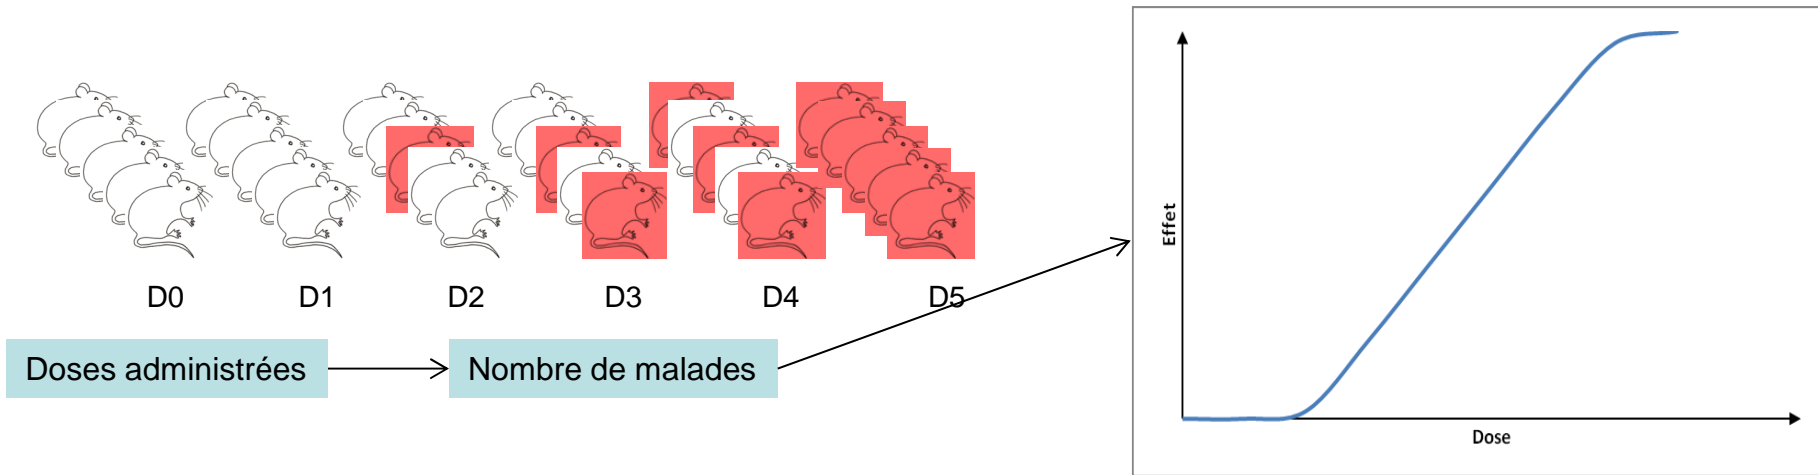 D0 D1 D2 D3 D4 D5
Doses administrées
Nombre de malades
Effet
Dose